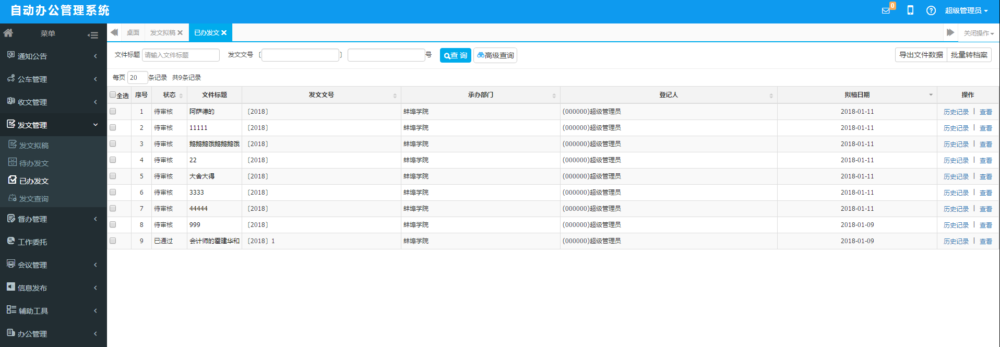 自动办公管理系统
0
超级管理员
菜单
桌面 发文拟稿 已办发文 关闭操作
通知公告
公车管理
收文管理
发文管理
发文拟稿
待办发文
已办发文
发文查询
督办管理
工作委托
会议管理
信息发布
辅助工具
办公管理
文件标题 请输入文件标题 发文文号 〔 〕 号 查 询 高级查询 导出文件数据 批量转档案
每页 20 条记录 共9条记录
全选 序号 状态 文件标题 发文文号 承办部门 登记人 拟稿日期 操作
1 待审核 阿萨德的 〔2018〕 蚌埠学院 (000000)超级管理员 2018-01-11 历史记录 | 查看
2 待审核 11111 〔2018〕 蚌埠学院 (000000)超级管理员 2018-01-11 历史记录 | 查看
3 待审核 鹅鹅鹅饿鹅鹅鹅饿 〔2018〕 蚌埠学院 (000000)超级管理员 2018-01-11 历史记录 | 查看
4 待审核 22 〔2018〕 蚌埠学院 (000000)超级管理员 2018-01-11 历史记录 | 查看
5 待审核 大舍大得 〔2018〕 蚌埠学院 (000000)超级管理员 2018-01-11 历史记录 | 查看
6 待审核 3333 〔2018〕 蚌埠学院 (000000)超级管理员 2018-01-11 历史记录 | 查看
7 待审核 44444 〔2018〕 蚌埠学院 (000000)超级管理员 2018-01-11 历史记录 | 查看
8 待审核 999 〔2018〕 蚌埠学院 (000000)超级管理员 2018-01-09 历史记录 | 查看
9 已通过 会计师的霍建华和 〔2018〕1 蚌埠学院 (000000)超级管理员 2018-01-09 历史记录 | 查看